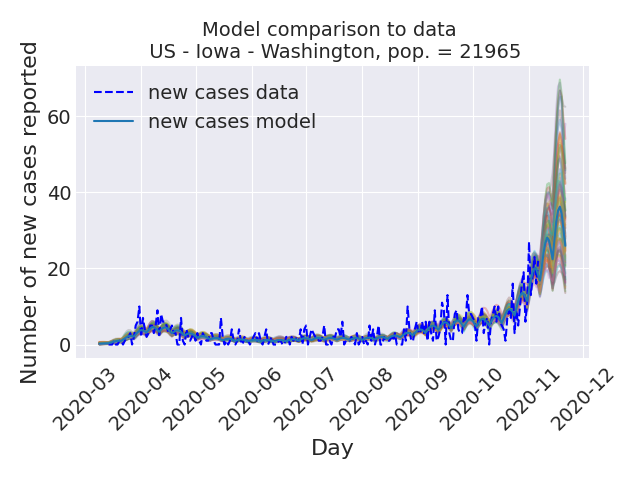 Model comparison to data
US - Iowa - Washington, pop. = 21965
new cases data
new cases model
Number of new cases reported
60
40
20
0
2020-03
2020-04
2020-05
2020-06
2020-07
2020-08
2020-09
2020-10
2020-11
2020-12
Day